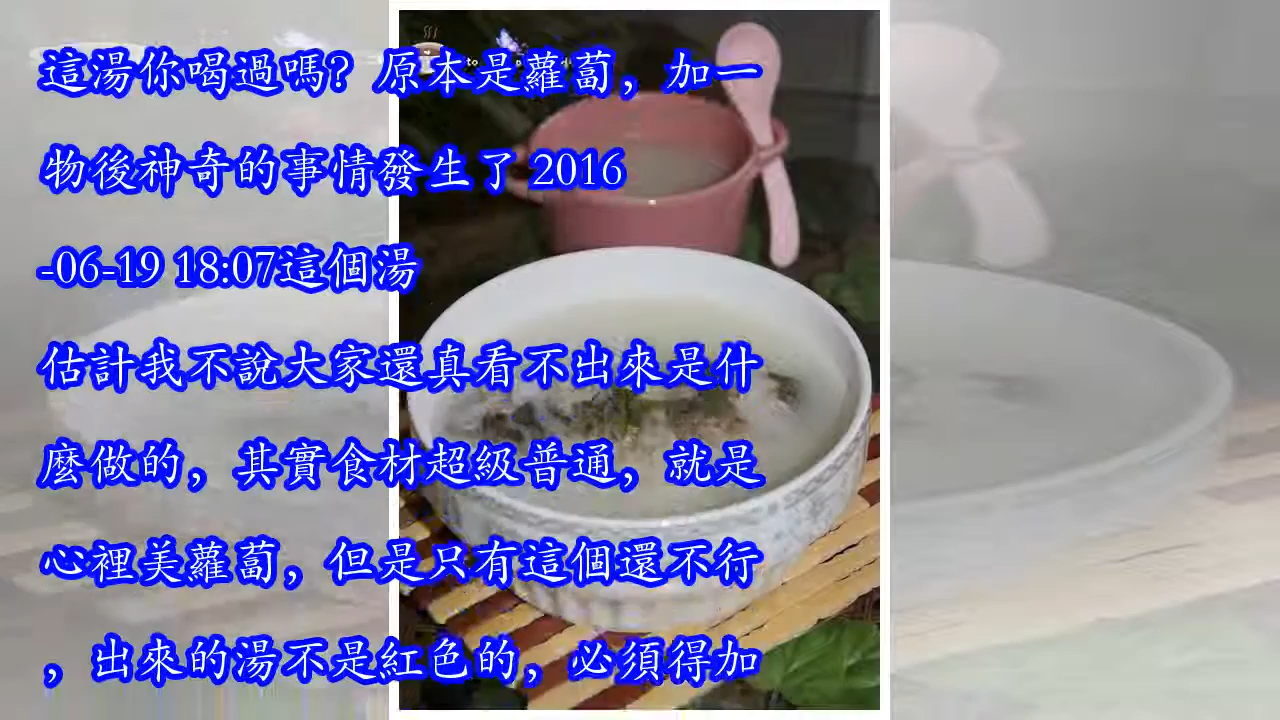 這湯你喝過嗎？原本是蘿蔔，加一
物後神奇的事情發生了 2016
-06-19 18:07這個湯
估計我不說大家還真看不出來是什
麼做的，其實食材超級普通，就是
心裡美蘿蔔，但是只有這個還不行
，出來的湯不是紅色的，必須得加